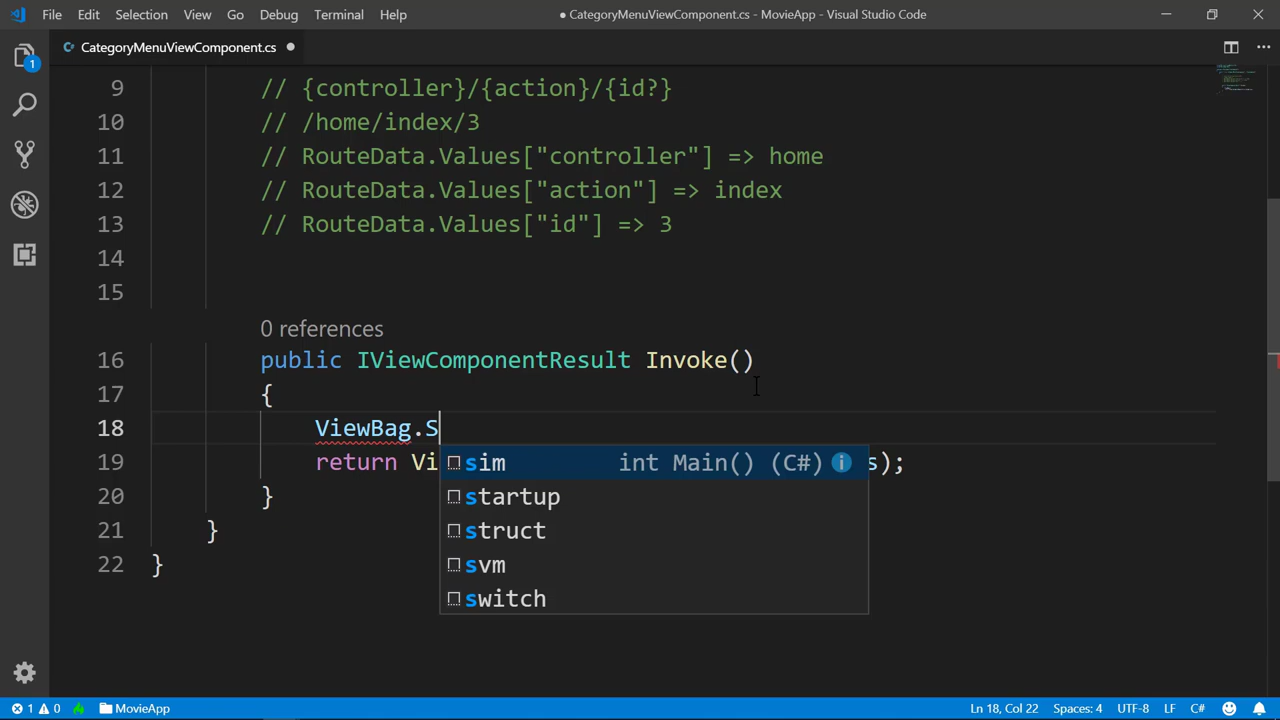 File Edit Selection View Go Debug Terminal Help
● CategoryMenuViewComponent.cs - MovieApp - Visual Studio Code
CategoryMenuViewComponent.cs ●
1
9 // {controller}/{action}/{id?}
10 // /home/index/3
11 // RouteData.Values["controller"] => home
12 // RouteData.Values["action"] => index
13 // RouteData.Values["id"] => 3
14
15
0 references
16 public IViewComponentResult Invoke()
17 {
18 ViewBag.S
19 return Vi s);
sim int Main() (C#)
startup
struct
svm
switch
20 }
21 }
22 }
1 0 MovieApp Ln 18, Col 22 Spaces: 4 UTF-8 LF C#